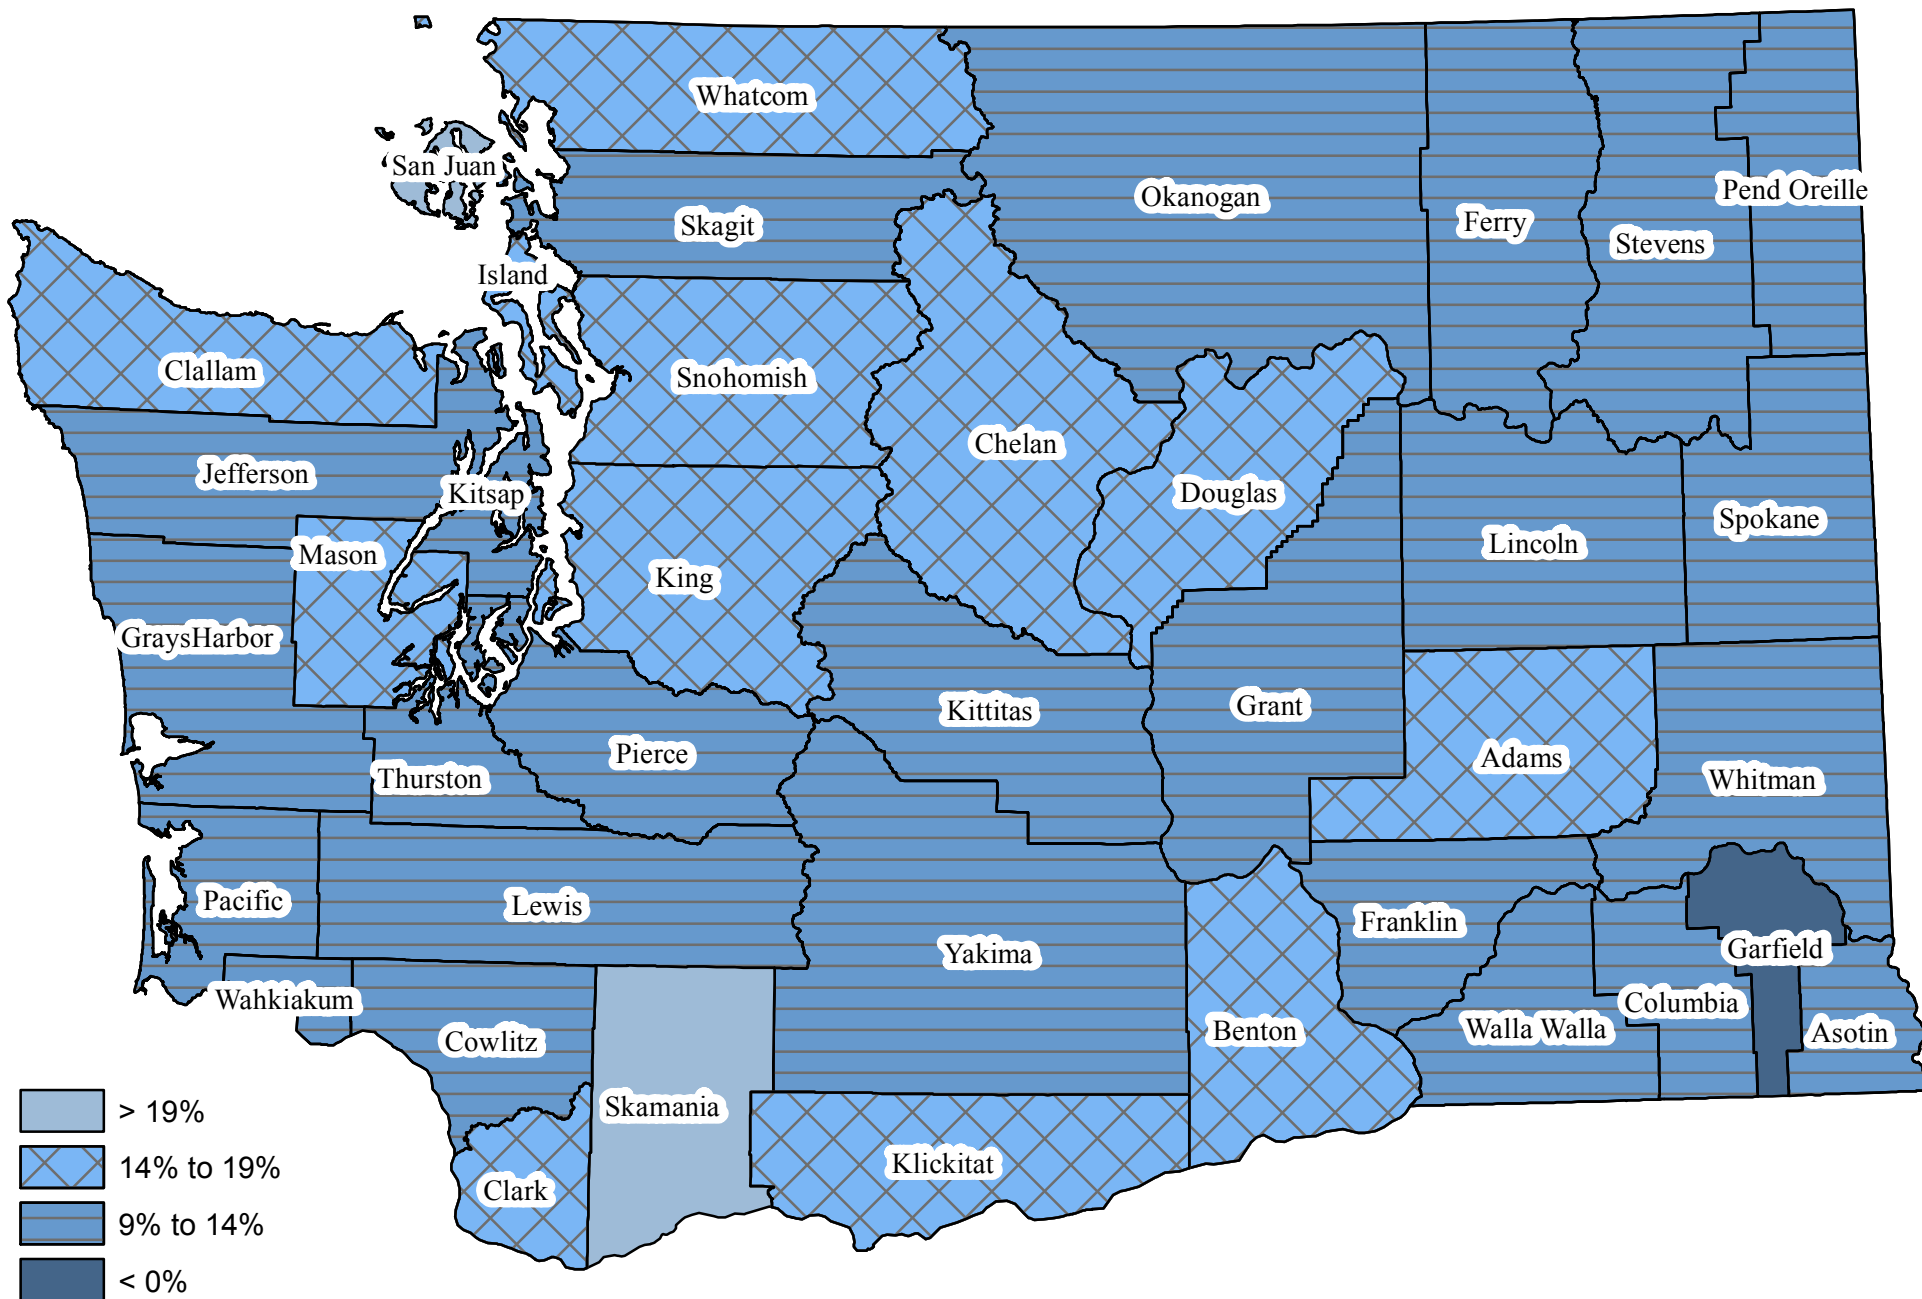 Whatcom
San Juan
Okanogan
Pend Oreille
Skagit
Ferry
Stevens
Island
Clallam
Snohomish
Chelan
Jefferson
Kitsap
Douglas
Spokane
Mason
Lincoln
King
GraysHarbor
Kittitas
Grant
Pierce
Adams
Thurston
Whitman
Pacific
Lewis
Franklin
Yakima
Garfield
Wahkiakum
Columbia
Cowlitz
Benton
Walla Walla
Asotin
Skamania
Klickitat
Clark
> 19%
14% to 19%
9% to 14%
< 0%